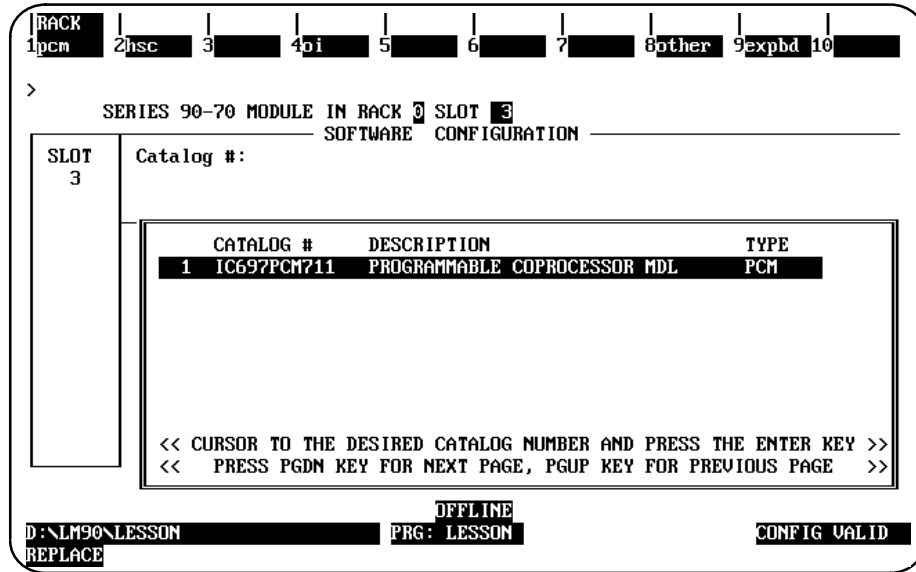 RACK
1pcm 2hsc 3 4oi 5 6 7 8other 9expbd 10
>
SERIES 90-70 MODULE IN RACK 0 SLOT 3
SOFTWARE CONFIGURATION
SLOT Catalog #:
3
CATALOG # DESCRIPTION TYPE
1 IC697PCM711 PROGRAMMABLE COPROCESSOR MDL PCM
<< CURSOR TO THE DESIRED CATALOG NUMBER AND PRESS THE ENTER KEY >>
<< PRESS PGDN KEY FOR NEXT PAGE, PGUP KEY FOR PREVIOUS PAGE >>
OFFLINE
D:\LM90\LESSON PRG: LESSON CONFIG VALID
REPLACE